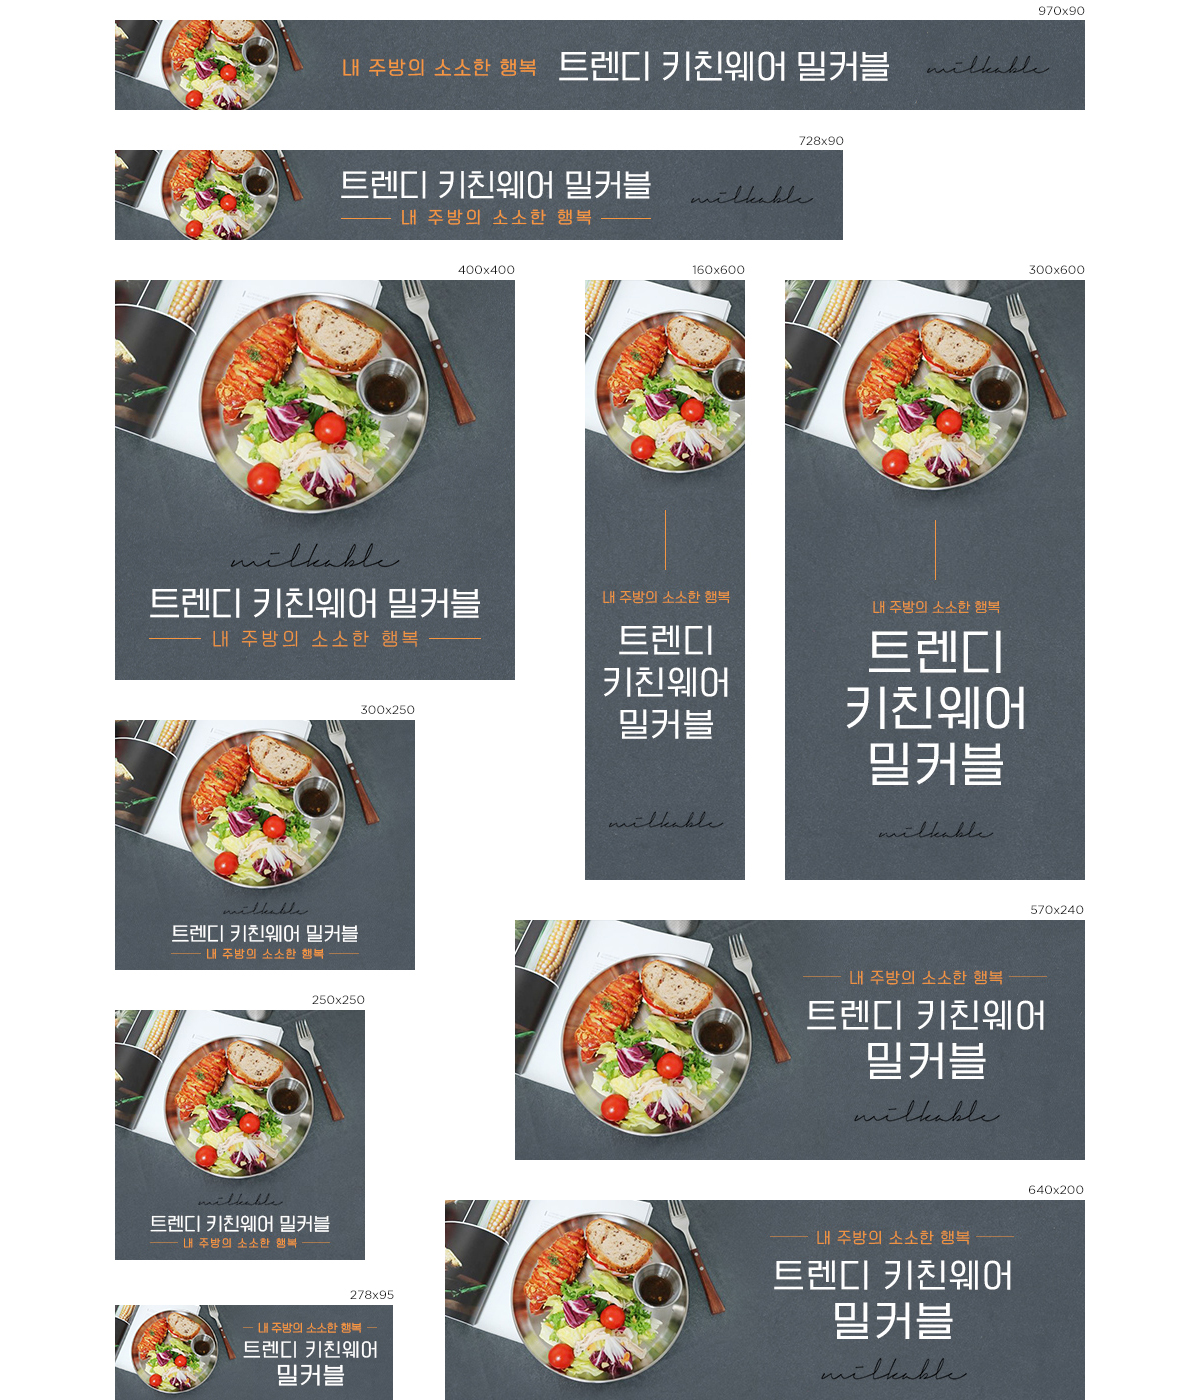 970x90
내 주방의 소소한 행복 트렌디 키친웨어 밀커블 milkable
728x90
트렌디 키친웨어 밀커블
내 주방의 소소한 행복
milkable
400x400
milkable
트렌디 키친웨어 밀커블
내 주방의 소소한 행복
160x600
내 주방의 소소한 행복
트렌디
키친웨어
밀커블
milkable
300x600
내 주방의 소소한 행복
트렌디
키친웨어
밀커블
milkable
300x250
milkable
트렌디 키친웨어 밀커블
내 주방의 소소한 행복
570x240
내 주방의 소소한 행복
트렌디 키친웨어
밀커블
milkable
250x250
milkable
트렌디 키친웨어 밀커블
내 주방의 소소한 행복
640x200
내 주방의 소소한 행복
트렌디 키친웨어
밀커블
milkable
278x95
내 주방의 소소한 행복
트렌디 키친웨어
밀커블